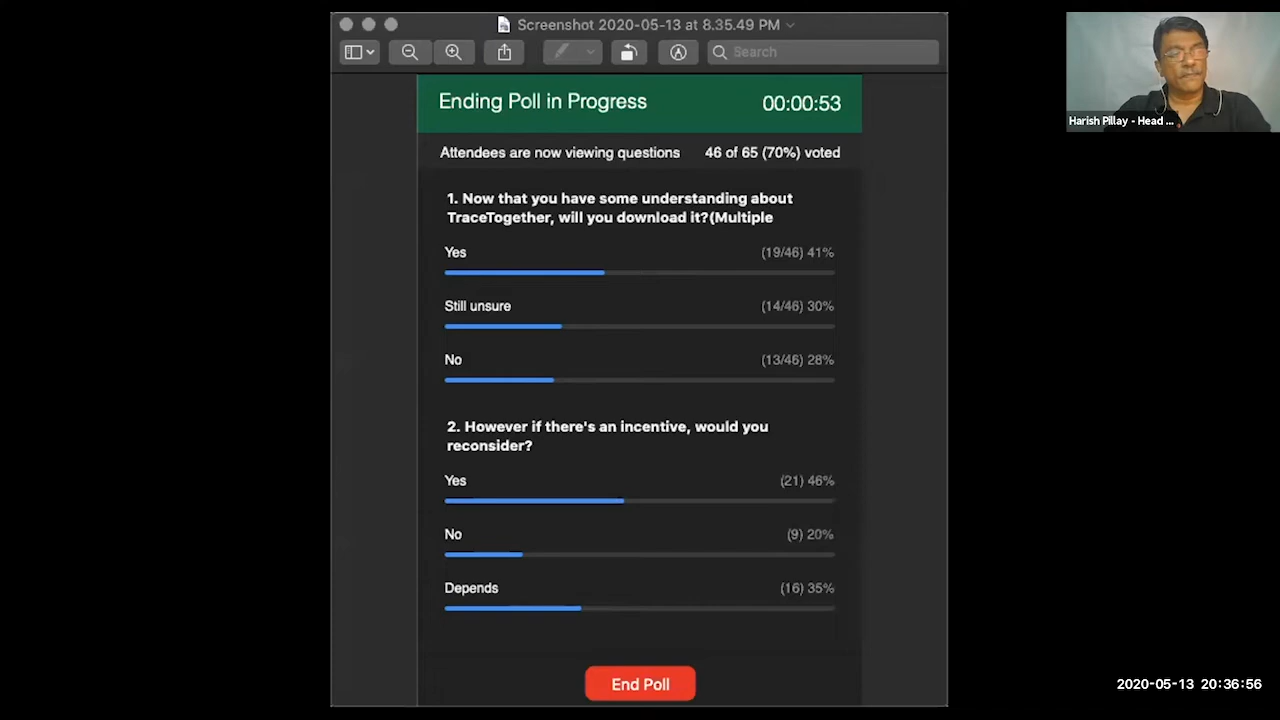 Screenshot 2020-05-13 at 8.35.49 PM
Search
Harish Pillay - Head ...
Ending Poll in Progress 00:00:53
Attendees are now viewing questions 46 of 65 (70%) voted
1. Now that you have some understanding about
TraceTogether, will you download it?(Multiple
Yes (19/46) 41%
Still unsure (14/46) 30%
No (13/46) 28%
2. However if there's an incentive, would you
reconsider?
Yes (21) 46%
No (9) 20%
Depends (16) 35%
End Poll
2020-05-13 20:36:56